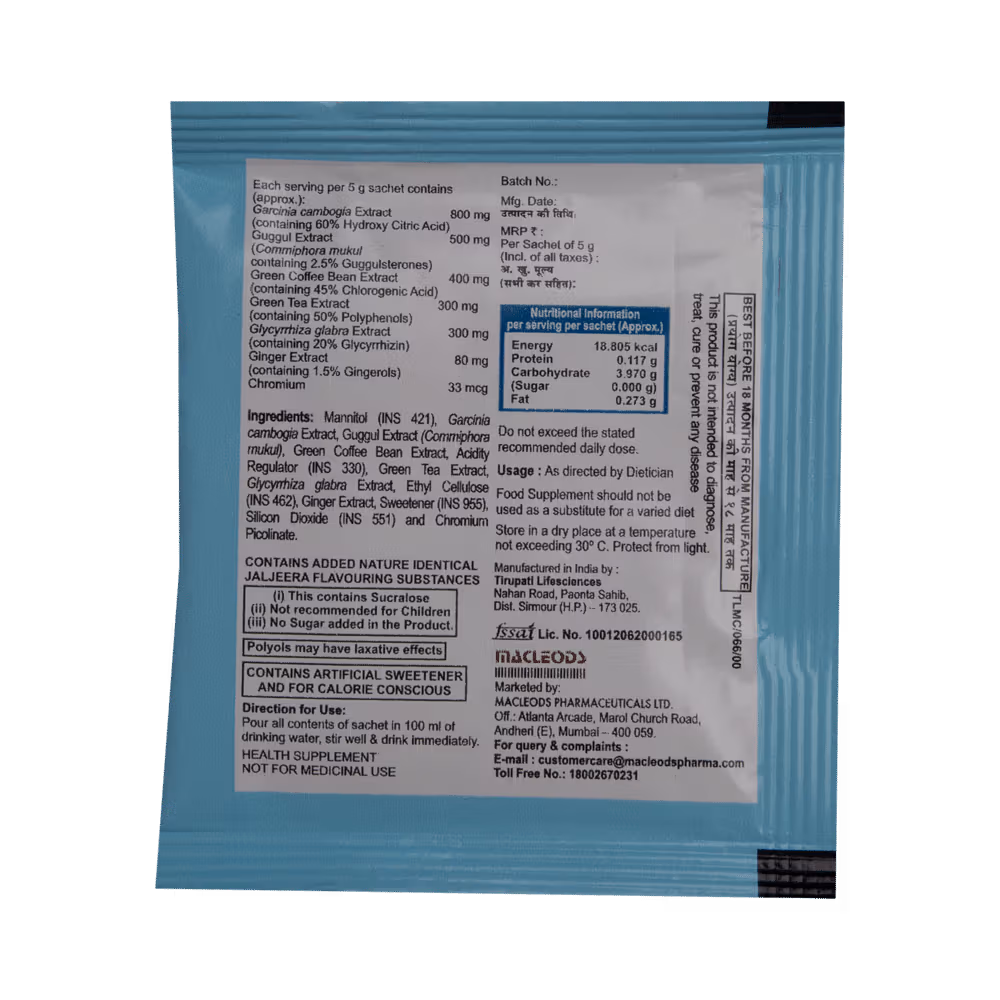 Each serving per 5 g sachet contains
(approx.):
Garcinia cambogia Extract 800 mg
(containing 60% Hydroxy Citric Acid)
Guggul Extract 500 mg
(Commiphora mukul
containing 2.5% Guggulsterones)
Green Coffee Bean Extract 400 mg
(containing 45% Chlorogenic Acid)
Green Tea Extract 300 mg
(containing 50% Polyphenols)
Glycyrrhiza glabra Extract 300 mg
(containing 20% Glycyrrhizin)
Ginger Extract 80 mg
(containing 1.5% Gingerols)
Chromium 33 mcg
Ingredients: Mannitol (INS 421), Garcinia
cambogia Extract, Guggul Extract (Commiphora
mukul), Green Coffee Bean Extract, Acidity
Regulator (INS 330), Green Tea Extract,
Glycyrrhiza glabra Extract, Ethyl Cellulose
(INS 462), Ginger Extract, Sweetener (INS 955),
Silicon Dioxide (INS 551) and Chromium
Picolinate.
CONTAINS ADDED NATURE IDENTICAL
JALJEERA FLAVOURING SUBSTANCES
(i) This contains Sucralose
(ii) Not recommended for Children
(iii) No Sugar added in the Product.
Polyols may have laxative effects
CONTAINS ARTIFICIAL SWEETENER
AND FOR CALORIE CONSCIOUS
Direction for Use:
Pour all contents of sachet in 100 ml of
drinking water, stir well & drink immediately.
HEALTH SUPPLEMENT
NOT FOR MEDICINAL USE
Batch No.:
Mfg. Date:
उत्पादन की तिथि:
MRP ₹ :
Per Sachet of 5 g
(Incl. of all taxes) :
अ. खु. मूल्य
(सभी कर सहित):
Nutritional Information
per serving per sachet (Approx.)
Energy 18.805 kcal
Protein 0.117 g
Carbohydrate 3.970 g
(Sugar 0.000 g)
Fat 0.273 g
Do not exceed the stated
recommended daily dose.
Usage : As directed by Dietician
Food Supplement should not be
used as a substitute for a varied diet
Store in a dry place at a temperature
not exceeding 30º C. Protect from light.
Manufactured in India by :
Tirupati Lifesciences
Nahan Road, Paonta Sahib,
Dist. Sirmour (H.P.) – 173 025.
fssai Lic. No. 10012062000165
MACLEODS
Marketed by:
MACLEODS PHARMACEUTICALS LTD.
Off.: Atlanta Arcade, Marol Church Road,
Andheri (E), Mumbai – 400 059.
For query & complaints :
E-mail : customercare@macleodspharma.com
Toll Free No.: 18002670231
BEST BEFORE 18 MONTHS FROM MANUFACTURE
(प्रयोग योग्य) उत्पादन की माह से १८ माह तक
This product is not intended to diagnose,
treat, cure or prevent any disease
TLMC/066/00